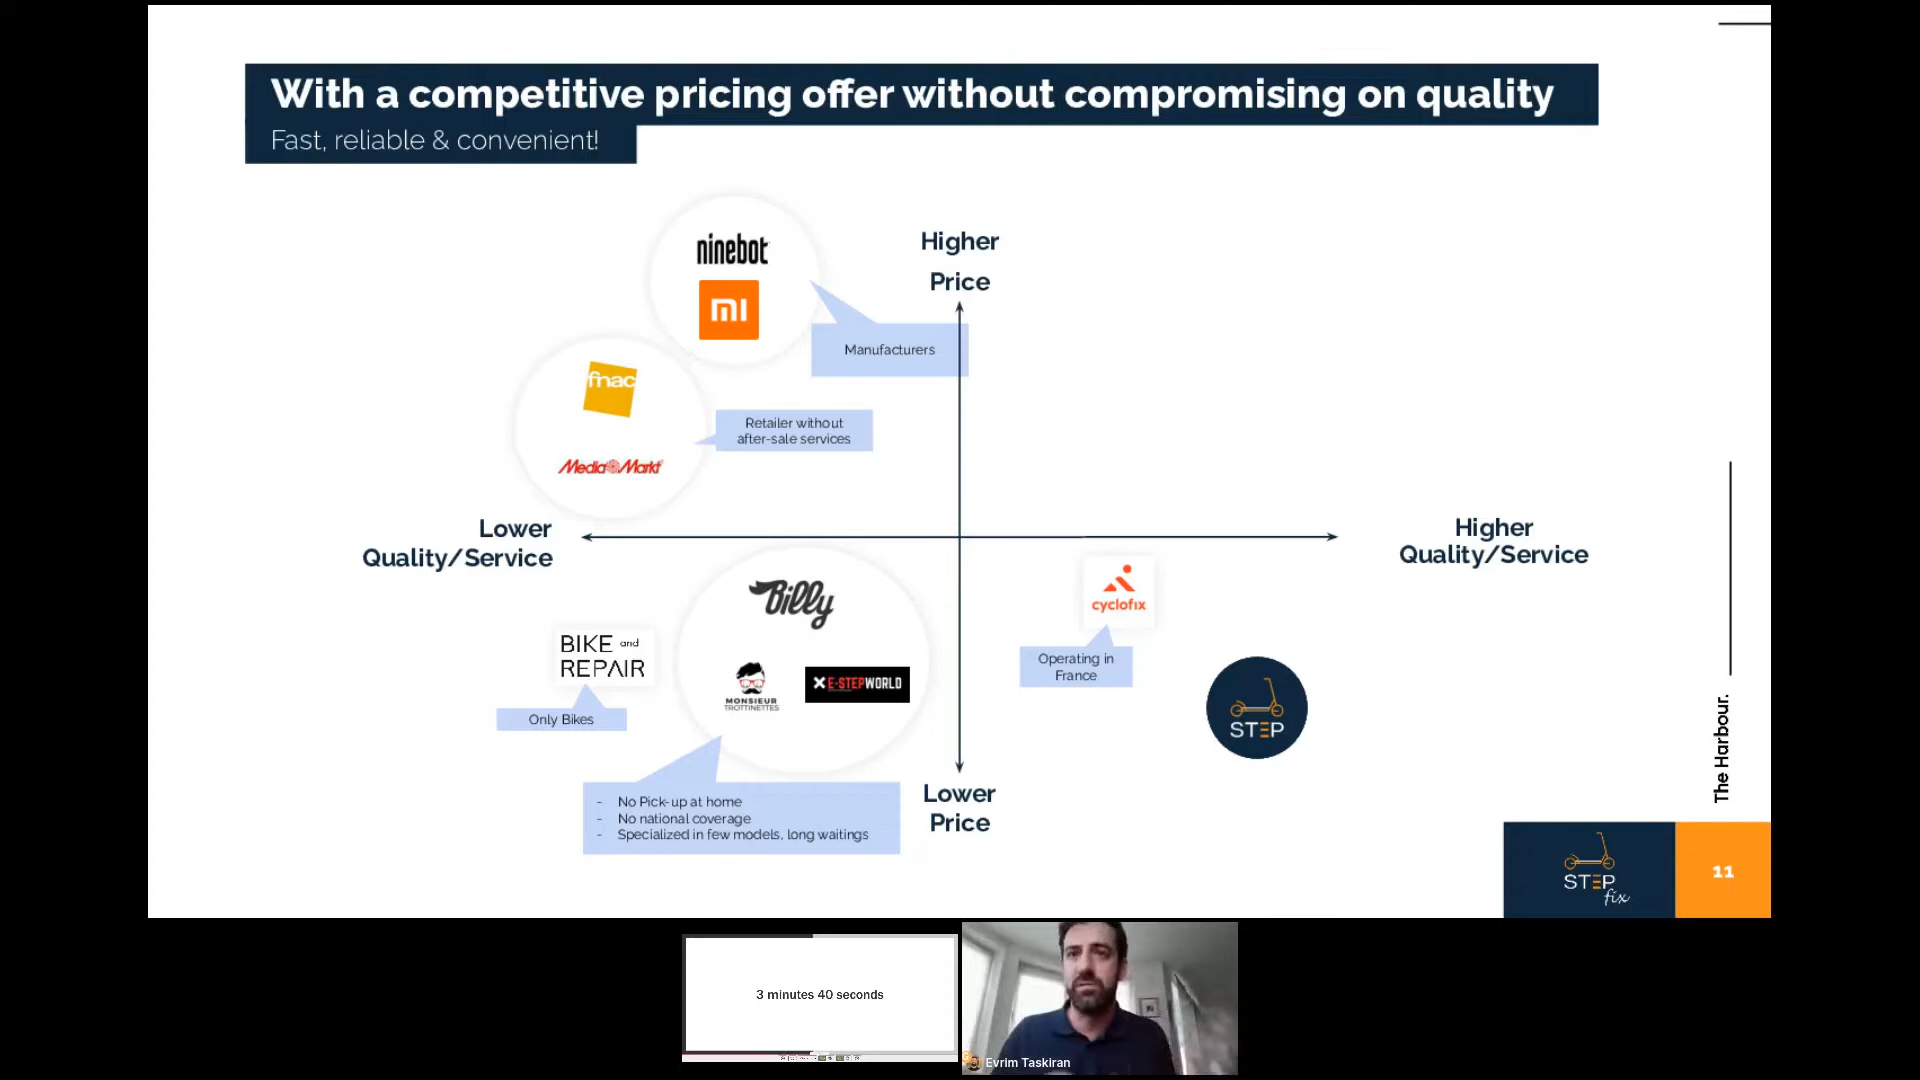 With a competitive pricing offer without compromising on quality
Fast, reliable & convenient!
ninebot
mi
Higher
Price
Manufacturers
fnac
Media Markt
Retailer without
after-sale services
Lower
Quality/Service
Higher
Quality/Service
Billy
cyclofix
BIKE and
REPAIR
Operating in
France
MONSIEUR
TROTTINETTES
E-STEPWORLD
Only Bikes
STEP
- No Pick-up at home
- No national coverage
- Specialized in few models, long waitings
Lower
Price
The Harbour.
STEP
fix
11
3 minutes 40 seconds
Evrim Taskiran